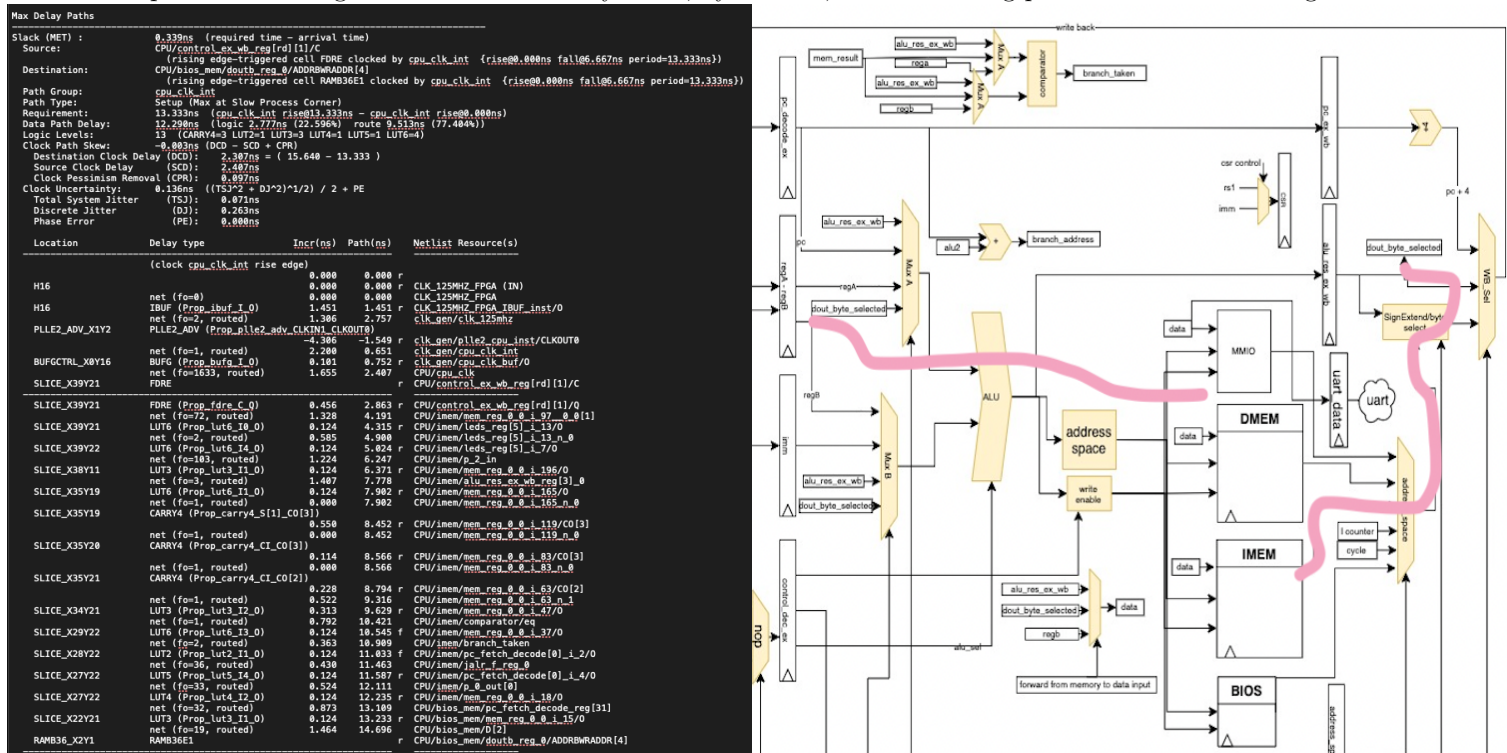 Max Delay Paths
Slack (MET) : 0.339ns (required time - arrival time)
Source: CPU/control_ex_wb_reg[rd][1]/C
(rising edge-triggered cell FDRE clocked by cpu_clk_int {rise@0.000ns fall@6.667ns period=13.333ns})
Destination: CPU/bios_mem/doutb_reg_0/ADDRBWRADDR[4]
(rising edge-triggered cell RAMB36E1 clocked by cpu_clk_int {rise@0.000ns fall@6.667ns period=13.333ns})
Path Group: cpu_clk_int
Path Type: Setup (Max at Slow Process Corner)
Requirement: 13.333ns (cpu_clk_int rise@13.333ns - cpu_clk_int rise@0.000ns)
Data Path Delay: 12.290ns (logic 2.777ns (22.596%) route 9.513ns (77.404%))
Logic Levels: 13 (CARRY4=3 LUT2=1 LUT3=3 LUT4=1 LUT5=1 LUT6=4)
Clock Path Skew: -0.003ns (DCD - SCD + CPR)
Destination Clock Delay (DCD): 2.307ns = ( 15.640 - 13.333 )
Source Clock Delay (SCD): 2.407ns
Clock Pessimism Removal (CPR): 0.097ns
Clock Uncertainty: 0.136ns ((TSJ^2 + DJ^2)^1/2) / 2 + PE
Total System Jitter (TSJ): 0.071ns
Discrete Jitter (DJ): 0.263ns
Phase Error (PE): 0.000ns
Location Delay type Incr(ns) Path(ns) Netlist Resource(s)
(clock cpu_clk_int rise edge)
0.000 0.000 r
H16 0.000 0.000 r CLK_125MHZ_FPGA (IN)
net (fo=0) 0.000 0.000 CLK_125MHZ_FPGA
H16 IBUF (Prop_ibuf_I_O) 1.451 1.451 r CLK_125MHZ_FPGA_IBUF_inst/O
net (fo=2, routed) 1.306 2.757 clk_gen/clk_125mhz
PLLE2_ADV_X1Y2 PLLE2_ADV (Prop_plle2_adv_CLKIN1_CLKOUT0)
-4.306 -1.549 r clk_gen/plle2_cpu_inst/CLKOUT0
net (fo=1, routed) 2.200 0.651 clk_gen/cpu_clk_int
BUFGCTRL_X0Y16 BUFG (Prop_bufg_I_O) 0.101 0.752 r clk_gen/cpu_clk_buf/O
net (fo=1633, routed) 1.655 2.407 CPU/cpu_clk
SLICE_X39Y21 FDRE r CPU/control_ex_wb_reg[rd][1]/C
SLICE_X39Y21 FDRE (Prop_fdre_C_Q) 0.456 2.863 r CPU/control_ex_wb_reg[rd][1]/Q
net (fo=72, routed) 1.328 4.191 CPU/imem/mem_reg_0_0_i_97__0_0[1]
SLICE_X39Y21 LUT6 (Prop_lut6_I0_O) 0.124 4.315 r CPU/imem/leds_reg[5]_i_13/O
net (fo=2, routed) 0.585 4.900 CPU/imem/leds_reg[5]_i_13_n_0
SLICE_X39Y22 LUT6 (Prop_lut6_I4_O) 0.124 5.024 r CPU/imem/leds_reg[5]_i_7/O
net (fo=103, routed) 1.224 6.247 CPU/imem/p_2_in
SLICE_X38Y11 LUT3 (Prop_lut3_I1_O) 0.124 6.371 r CPU/imem/mem_reg_0_0_i_196/O
net (fo=3, routed) 1.407 7.778 CPU/imem/alu_res_ex_wb_reg[3]_0
SLICE_X35Y19 LUT6 (Prop_lut6_I1_O) 0.124 7.902 r CPU/imem/mem_reg_0_0_i_165/O
net (fo=1, routed) 0.000 7.902 CPU/imem/mem_reg_0_0_i_165_n_0
SLICE_X35Y19 CARRY4 (Prop_carry4_S[1]_CO[3])
0.550 8.452 r CPU/imem/mem_reg_0_0_i_119/CO[3]
net (fo=1, routed) 0.000 8.452 CPU/imem/mem_reg_0_0_i_119_n_0
SLICE_X35Y20 CARRY4 (Prop_carry4_CI_CO[3])
0.114 8.566 r CPU/imem/mem_reg_0_0_i_83/CO[3]
net (fo=1, routed) 0.000 8.566 CPU/imem/mem_reg_0_0_i_83_n_0
SLICE_X35Y21 CARRY4 (Prop_carry4_CI_CO[2])
0.228 8.794 r CPU/imem/mem_reg_0_0_i_63/CO[2]
net (fo=1, routed) 0.522 9.316 CPU/imem/mem_reg_0_0_i_63_n_1
SLICE_X34Y21 LUT3 (Prop_lut3_I2_O) 0.313 9.629 r CPU/imem/mem_reg_0_0_i_47/O
net (fo=1, routed) 0.792 10.421 CPU/imem/comparator/eq
SLICE_X29Y22 LUT6 (Prop_lut6_I3_O) 0.124 10.545 f CPU/imem/mem_reg_0_0_i_37/O
net (fo=2, routed) 0.363 10.909 CPU/imem/branch_taken
SLICE_X28Y22 LUT2 (Prop_lut2_I1_O) 0.124 11.033 f CPU/imem/pc_fetch_decode[0]_i_2/O
net (fo=36, routed) 0.430 11.463 CPU/imem/jalr_f_reg_0
SLICE_X27Y22 LUT5 (Prop_lut5_I4_O) 0.124 11.587 r CPU/imem/pc_fetch_decode[0]_i_4/O
net (fo=33, routed) 0.524 12.111 CPU/imem/p_0_out[0]
SLICE_X27Y22 LUT4 (Prop_lut4_I2_O) 0.124 12.235 r CPU/imem/mem_reg_0_0_i_18/O
net (fo=32, routed) 0.873 13.109 CPU/bios_mem/pc_fetch_decode_reg[31]
SLICE_X22Y21 LUT3 (Prop_lut3_I1_O) 0.124 13.233 r CPU/bios_mem/mem_reg_0_0_i_15/O
net (fo=19, routed) 1.464 14.696 CPU/bios_mem/D[2]
RAMB36_X2Y1 RAMB36E1 r CPU/bios_mem/doutb_reg_0/ADDRBWRADDR[4]
write back
alu_res_ex_wb
mem_result
rega
Mux A
alu_res_ex_wb
regb
Mux A
comparator
branch_taken
pc_decode_ex
pc_ex_wb
+4
csr control
rs1
imm
CSR
pc + 4
alu_res_ex_wb
pc
alu2
+
branch_address
regA - regB
Mux A
regA
dout_byte_selected
alu_res_ex_wb
dout_byte_selected
WB Sel
data
MMIO
SignExtend/byte select
ALU
uart_data
uart
regB
DMEM
address space
data
imm
Mux B
alu_res_ex_wb
dout_byte_selected
write enable
l counter
cycle
IMEM
data
control_dec_ex
alu_res_ex_wb
dout_byte_selected
data
regb
nop
alu_sel
forward from memory to data input
BIOS